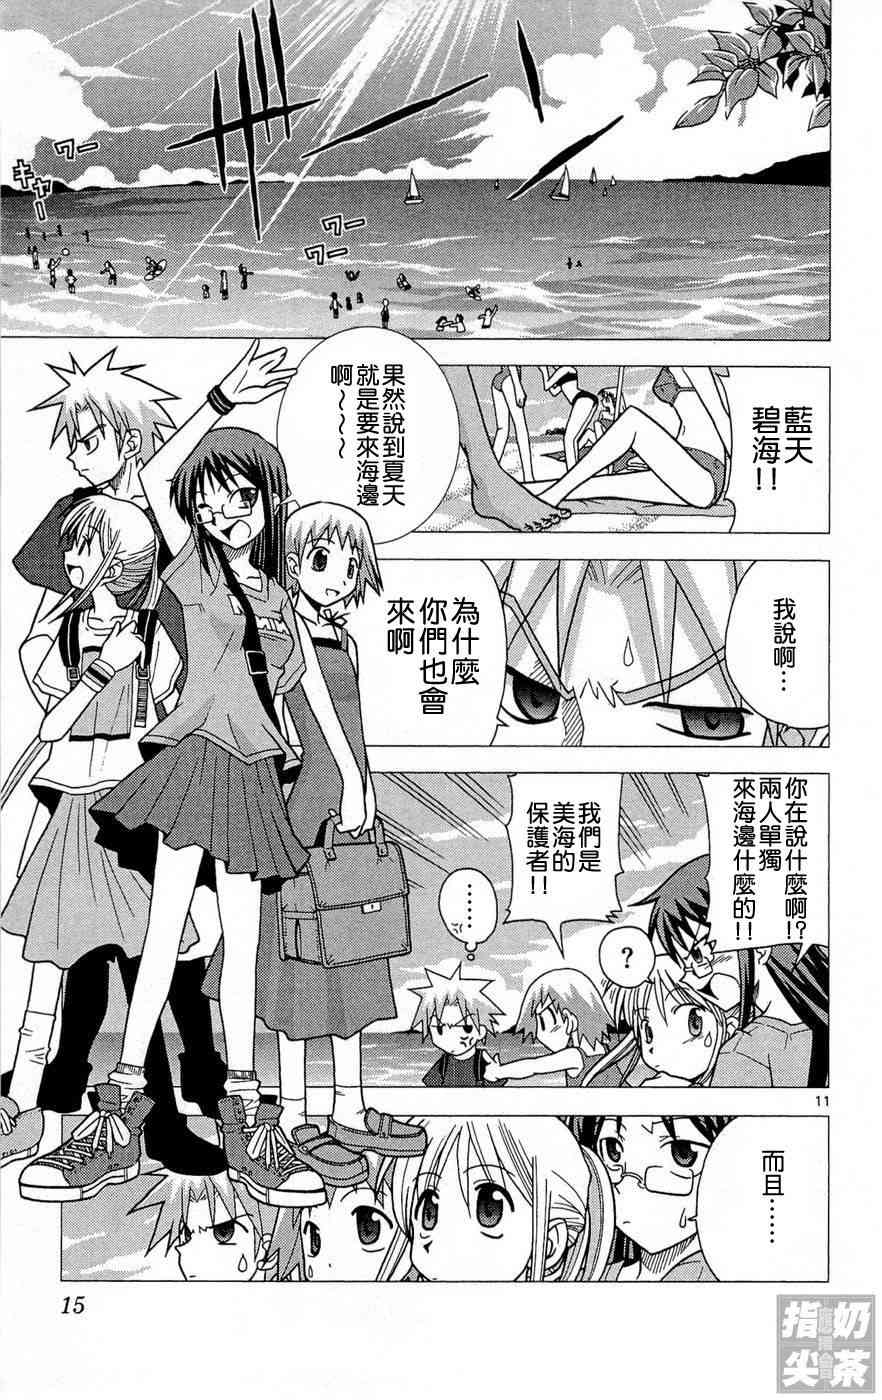 ワー
キャー
ワー
ワー
藍天
碧海!!
果然說到夏天
就是要來海邊
啊~~~
我說啊…
為什麼
你們也會
來啊
你在說什麼啊!?
兩人單獨
來海邊什麼的!!
我們是
美海的
保護者!!
……
?
11
而且……
15
指奶
尖茶